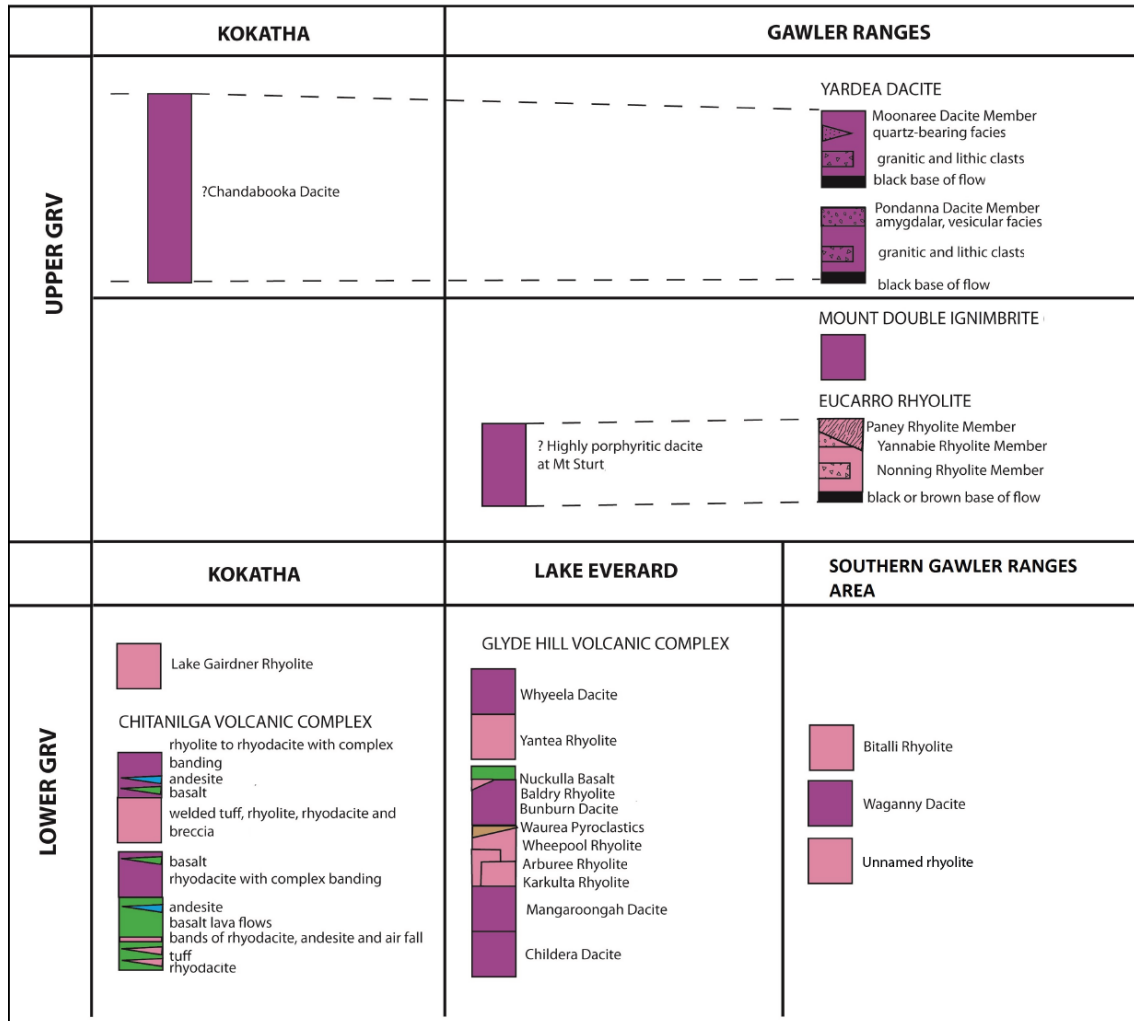 KOKATHA
GAWLER RANGES
UPPER GRV
?Chandabooka Dacite
YARDEA DACITE
Moonaree Dacite Member
quartz-bearing facies
granitic and lithic clasts
black base of flow
Pondanna Dacite Member
amygdalar, vesicular facies
granitic and lithic clasts
black base of flow
MOUNT DOUBLE IGNIMBRITE
EUCARRO RHYOLITE
Paney Rhyolite Member
Yannabie Rhyolite Member
Nonning Rhyolite Member
black or brown base of flow
? Highly porphyritic dacite
at Mt Sturt
KOKATHA
LAKE EVERARD
SOUTHERN GAWLER RANGES
AREA
LOWER GRV
Lake Gairdner Rhyolite
CHITANILGA VOLCANIC COMPLEX
rhyolite to rhyodacite with complex
banding
andesite
basalt
welded tuff, rhyolite, rhyodacite and
breccia
basalt
rhyodacite with complex banding
andesite
basalt lava flows
bands of rhyodacite, andesite and air fall
tuff
rhyodacite
GLYDE HILL VOLCANIC COMPLEX
Whyeela Dacite
Yantea Rhyolite
Nuckulla Basalt
Baldry Rhyolite
Bunburn Dacite
Waurea Pyroclastics
Wheepool Rhyolite
Arburee Rhyolite
Karkulta Rhyolite
Mangaroongah Dacite
Childera Dacite
Bitalli Rhyolite
Waganny Dacite
Unnamed rhyolite